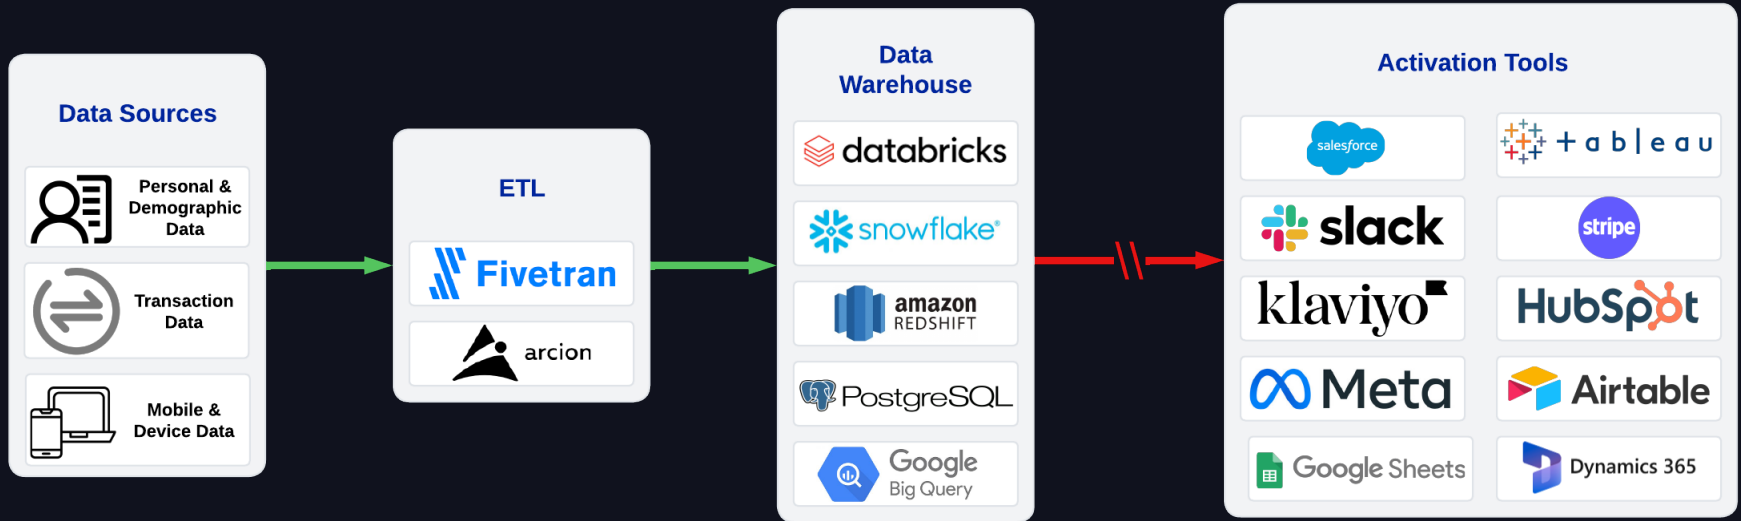 Data Sources
Personal &
Demographic
Data
Transaction
Data
Mobile &
Device Data
ETL
Fivetran
arcion
Data
Warehouse
databricks
snowflake®
amazon
REDSHIFT
PostgreSQL
Google
Big Query
Activation Tools
salesforce
+ableau
slack
stripe
klaviyo
HubSpot
Meta
Airtable
Google Sheets
Dynamics 365